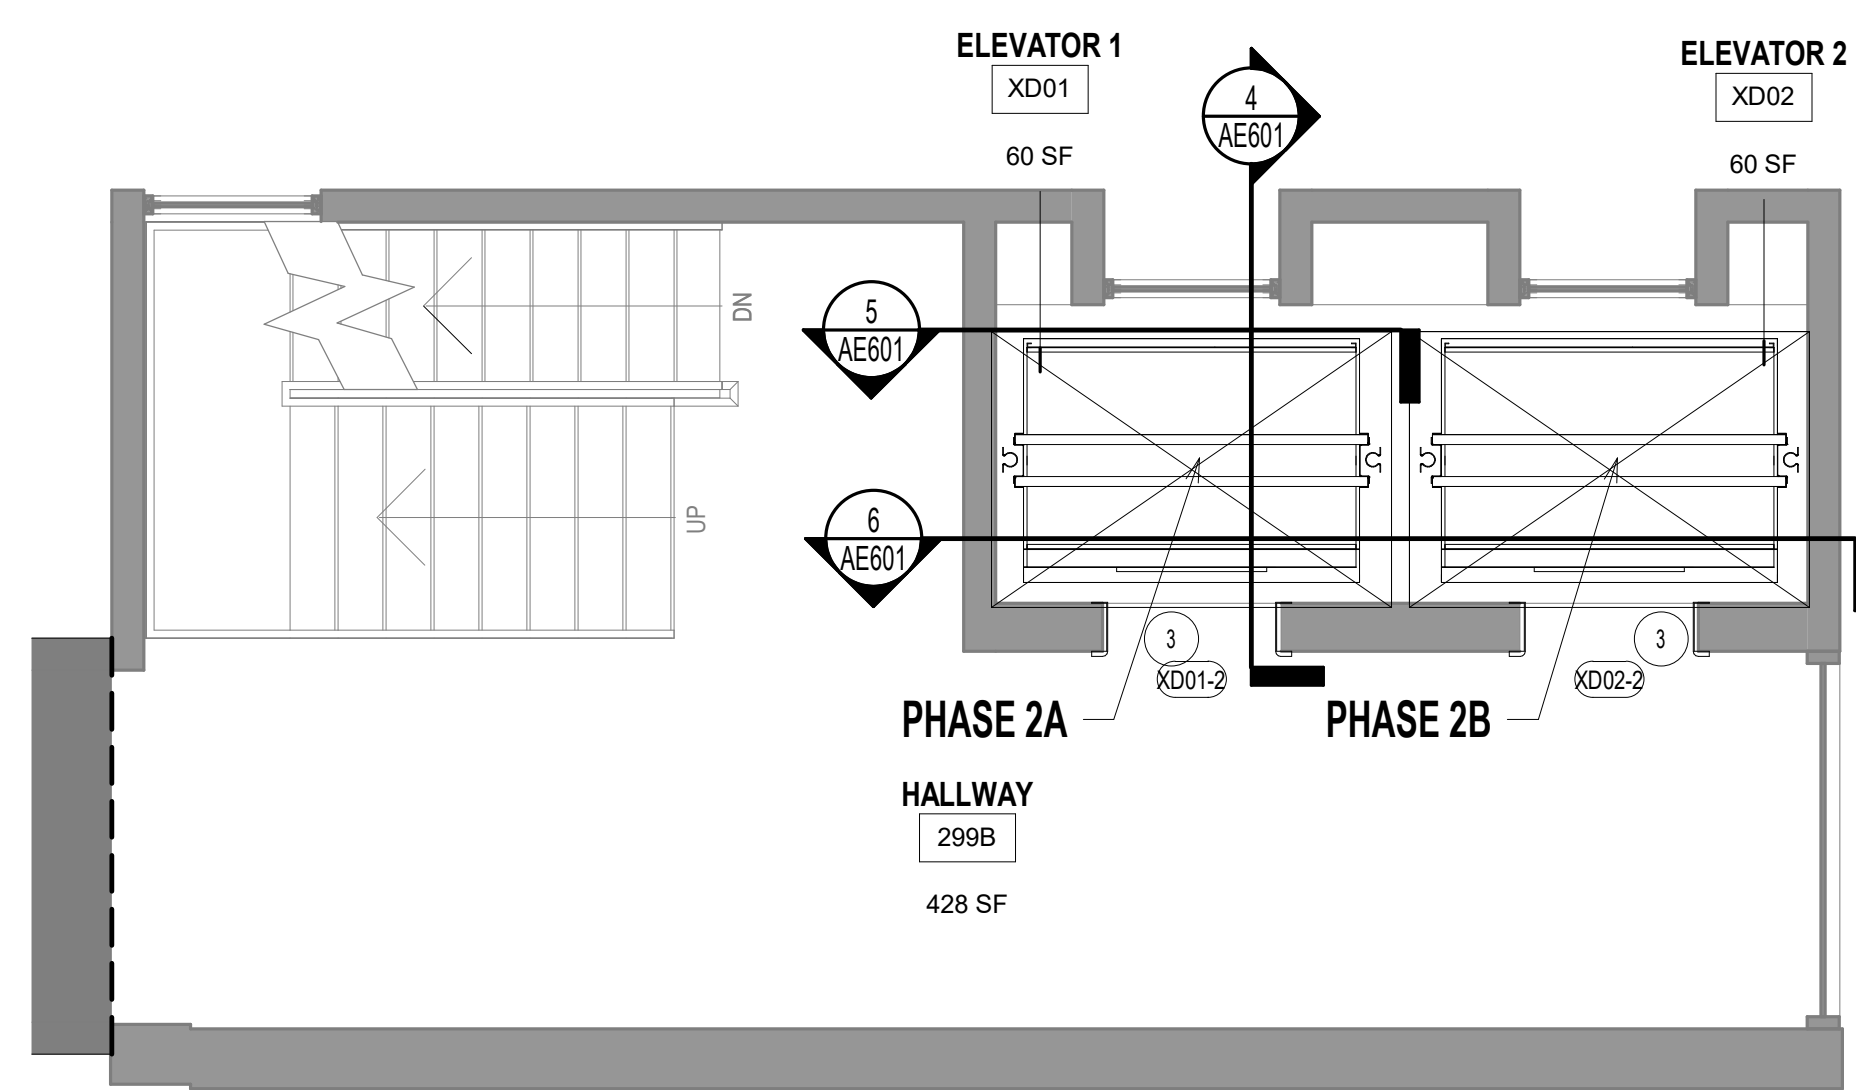 ELEVATOR 1
XD01
60 SF
4
AE601
ELEVATOR 2
XD02
60 SF
5
AE601
DN
6
AE601
UP
3
XD01-2
3
XD02-2
PHASE 2A
PHASE 2B
HALLWAY
299B
428 SF